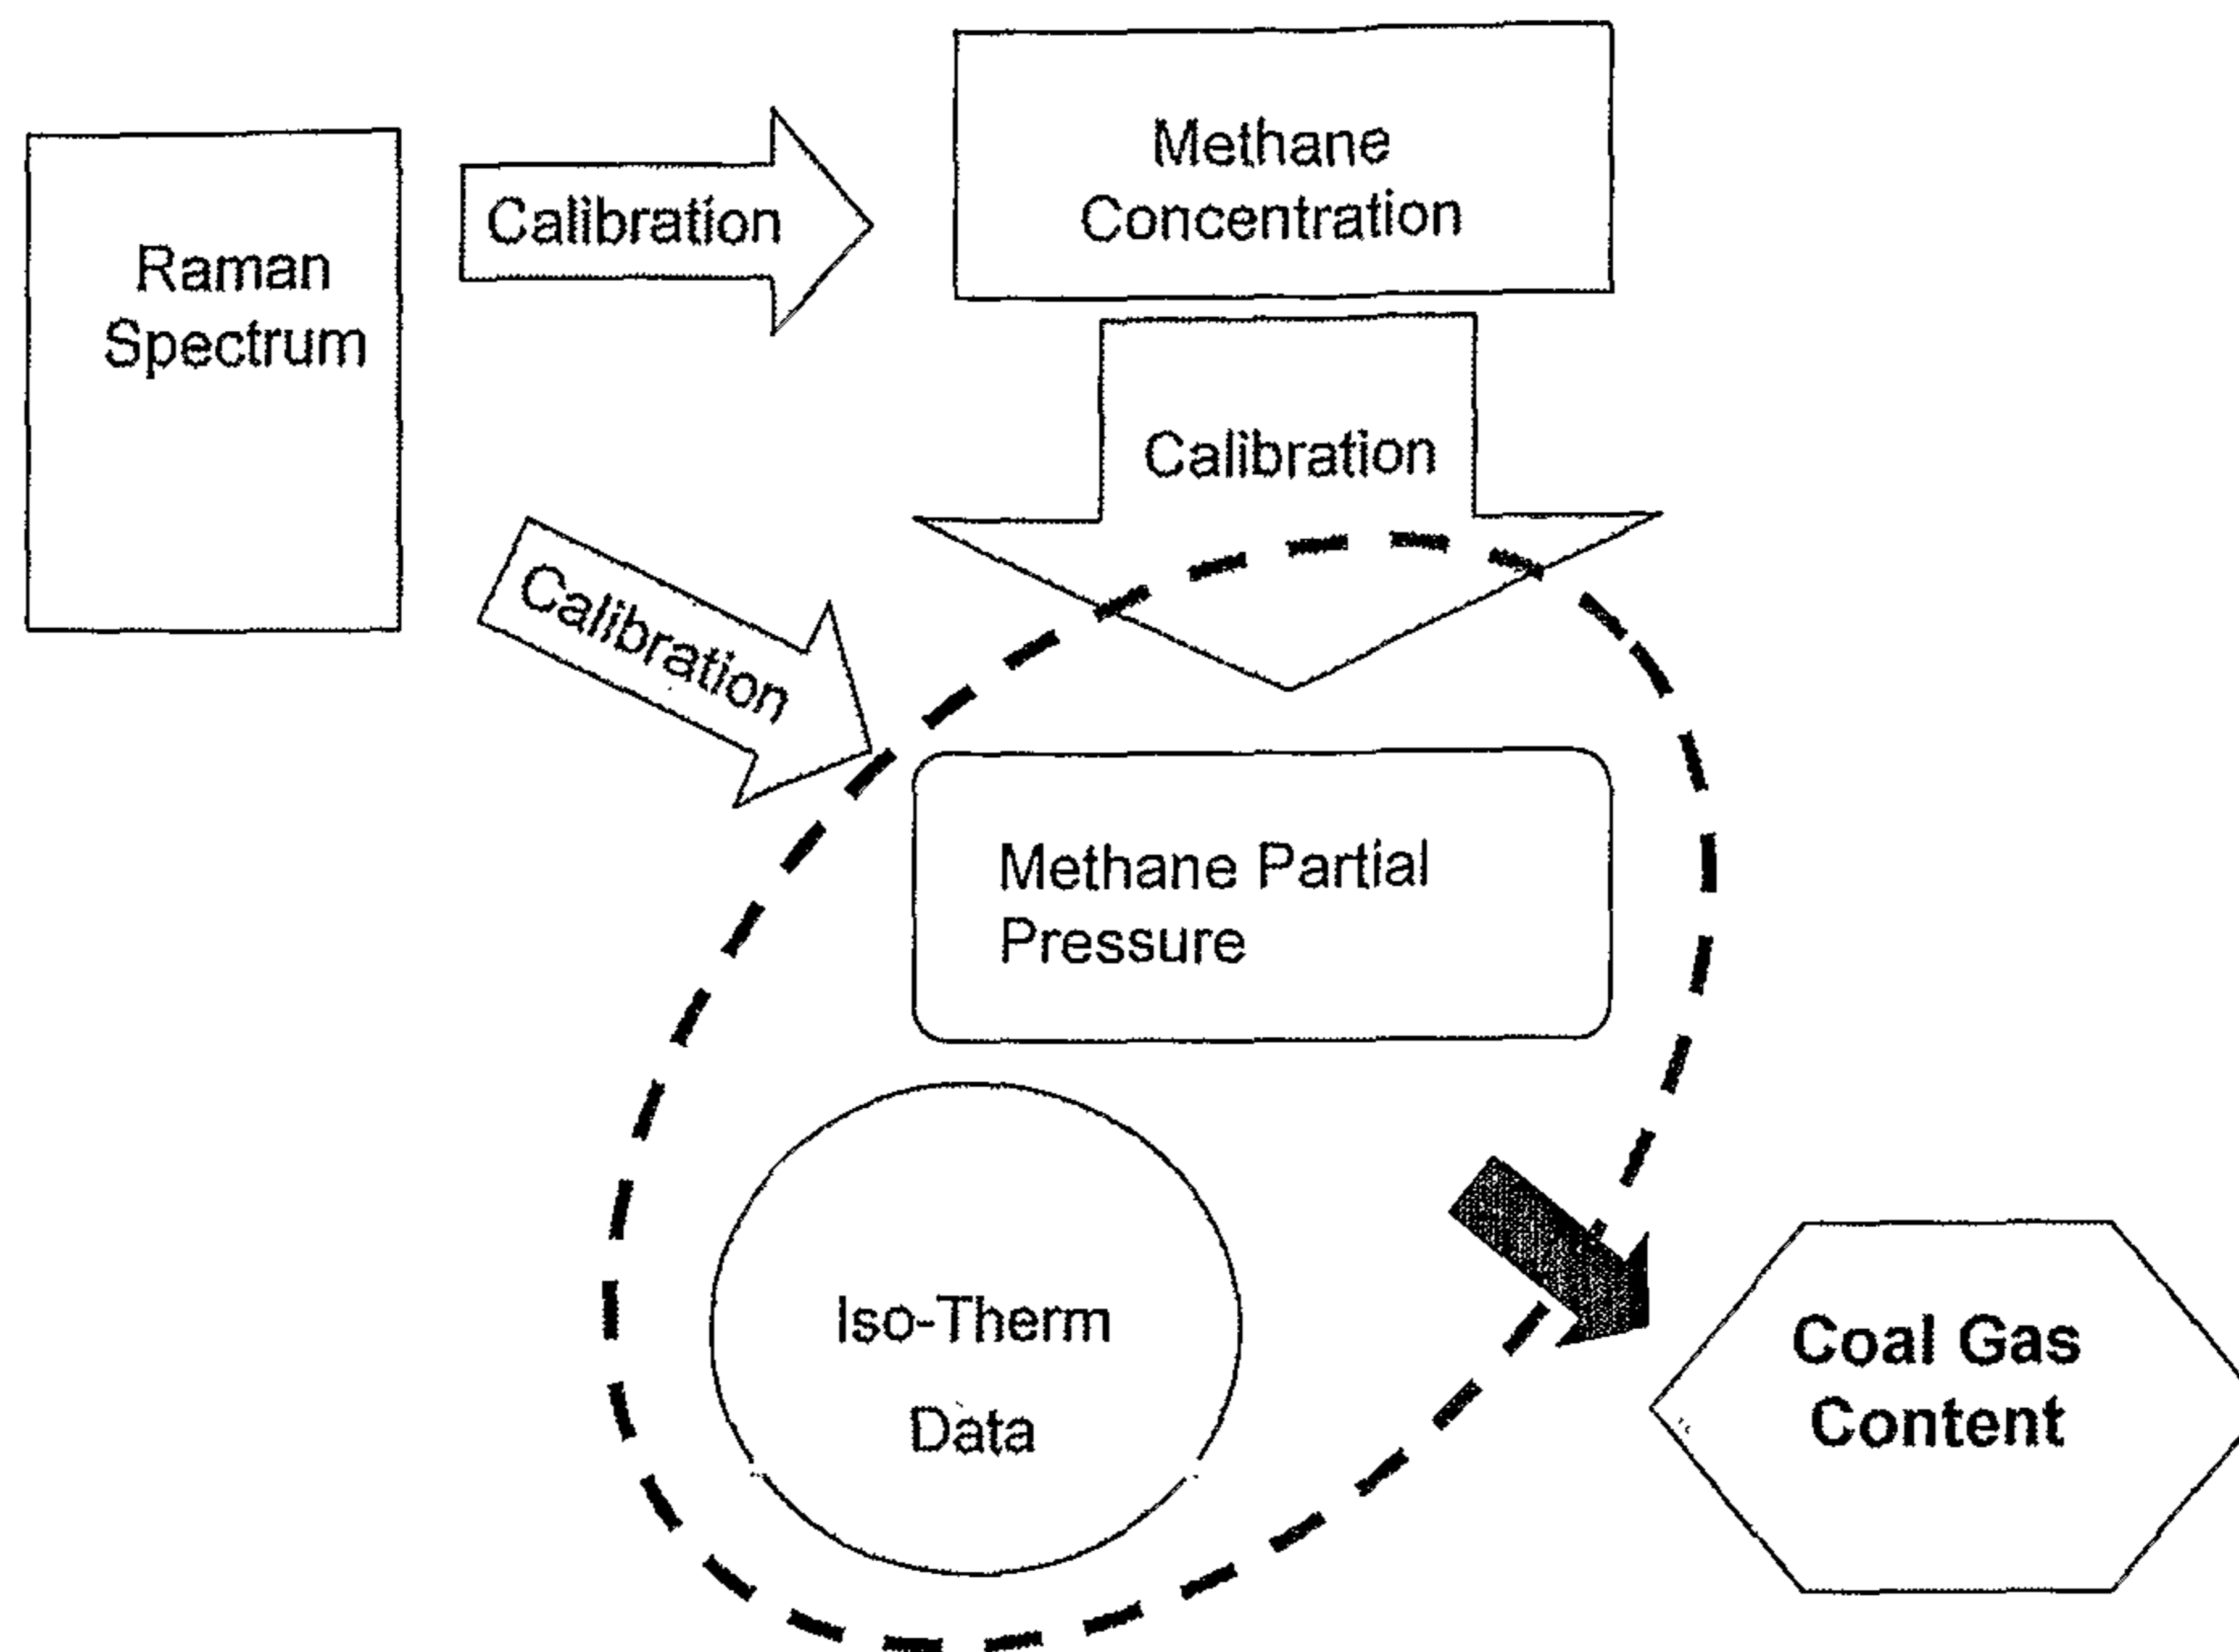 Raman
Spectrum
Calibration
Methane
Concentration
Calibration
Calibration
Methane Partial
Pressure
Iso-Therm
Data
Coal Gas
Content